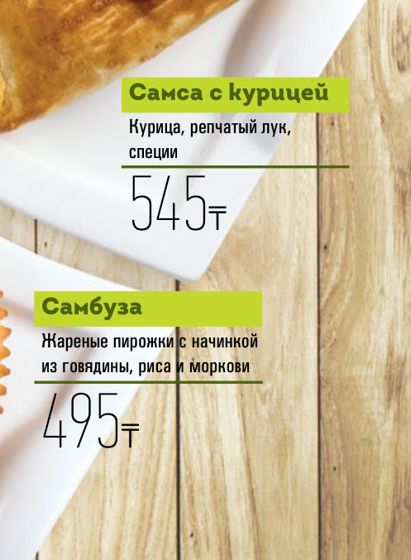 Самса с курицей
Курица, репчатый лук,
специи
545₸
Самбуза
Жареные пирожки с начинкой
из говядины, риса и моркови
495₸